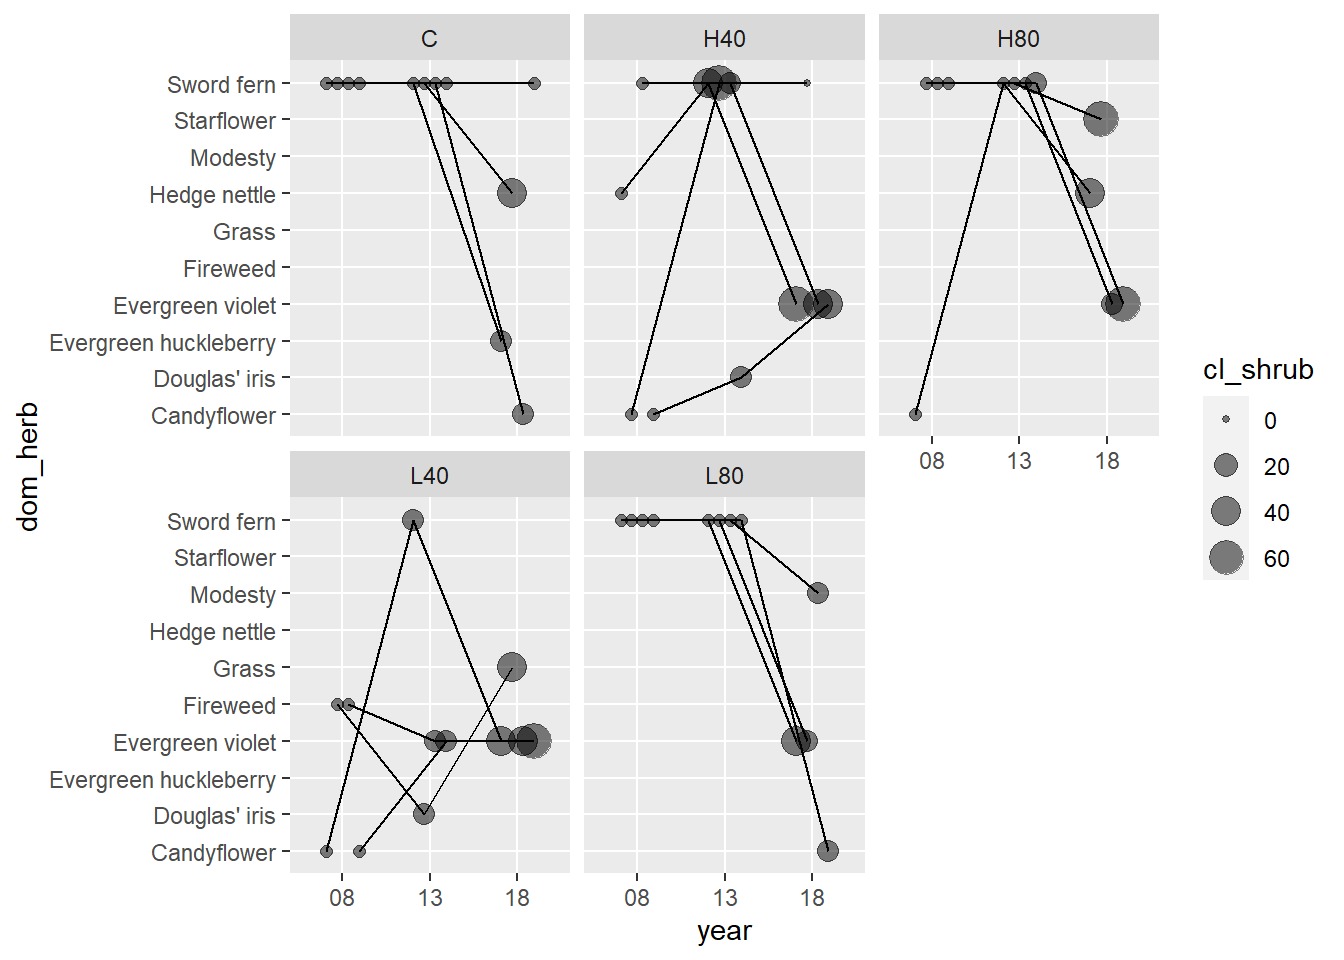 C
H40
H80
Sword fern
Starflower
Modesty
Hedge nettle
Grass
Fireweed
Evergreen violet
Evergreen huckleberry
Douglas' iris
Candyflower
08 13 18
L40
L80
Sword fern
Starflower
Modesty
Hedge nettle
Grass
Fireweed
Evergreen violet
Evergreen huckleberry
Douglas' iris
Candyflower
08 13 18
08 13 18
year
dom_herb
cl_shrub
0
20
40
60